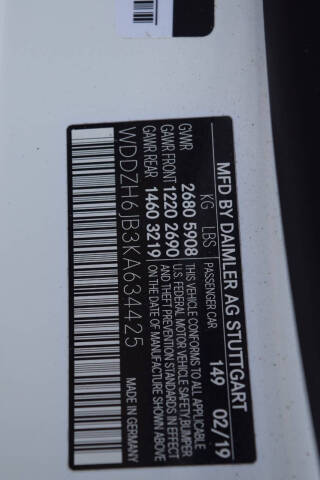 MFD BY DAIMLER AG STUTTGART
KG LBS PASSENGER CAR 149 02/19
GWR 2680 5908 THIS VEHICLE CONFORMS TO ALL APPLICABLE
GAWR FRONT 1220 2690 U.S. FEDERAL MOTOR VEHICLE SAFETY, BUMPER
GAWR REAR 1460 3219 AND THEFT PREVENTION STANDARDS IN EFFECT
ON THE DATE OF MANUFACTURE AS SHOWN ABOVE
WDDZH6JB3KA634425
MADE IN GERMANY